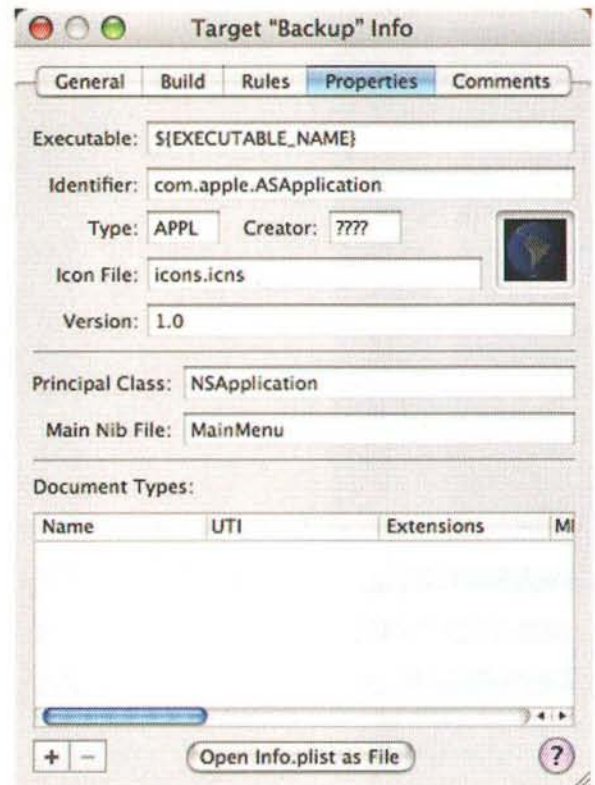 Target "Backup" Info
General Build Rules Properties Comments
Executable: ${EXECUTABLE_NAME}
Identifier: com.apple.ASApplication
Type: APPL Creator: ????
Icon File: icons.icns
Version: 1.0
Principal Class: NSApplication
Main Nib File: MainMenu
Document Types:
Name UTI Extensions MI
+ − Open Info.plist as File ?